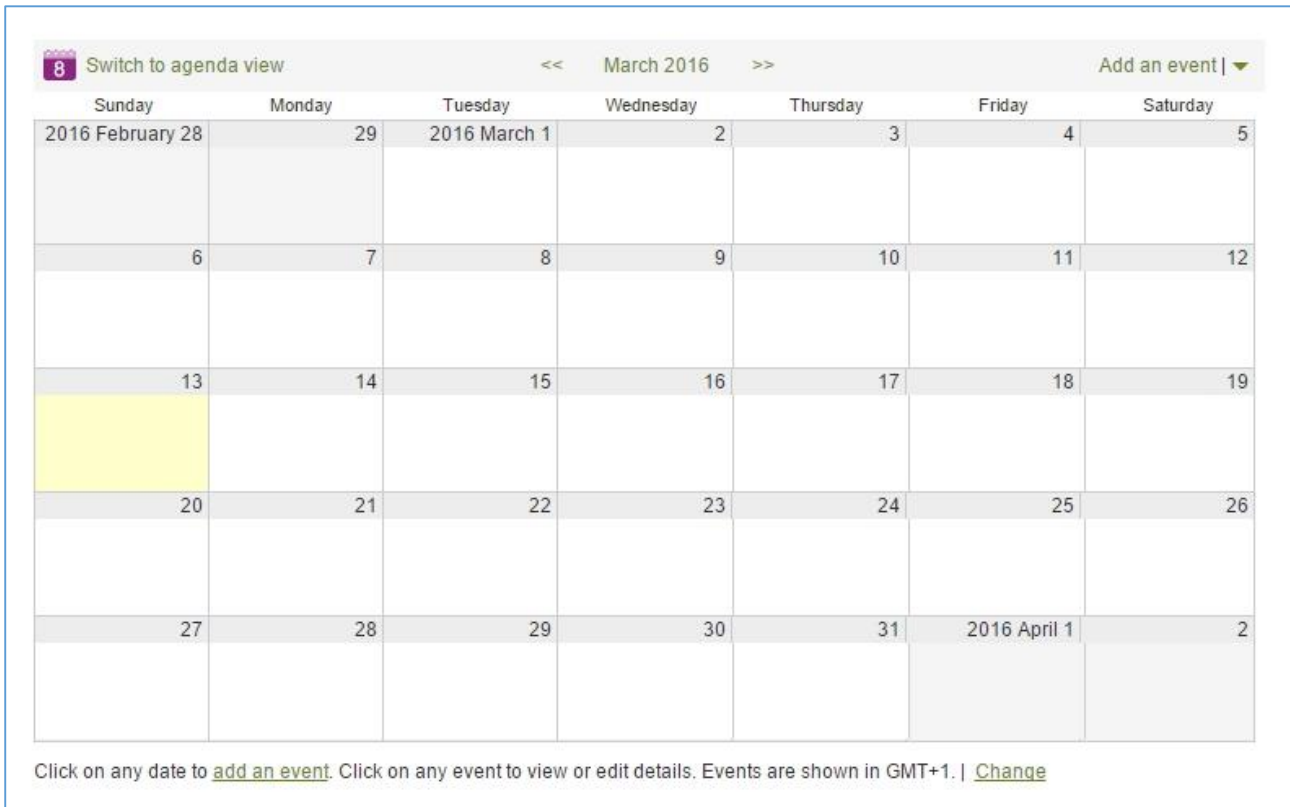 8 Switch to agenda view << March 2016 >> Add an event |
Sunday Monday Tuesday Wednesday Thursday Friday Saturday
2016 February 28 29 2016 March 1 2 3 4 5
6 7 8 9 10 11 12
13 14 15 16 17 18 19
20 21 22 23 24 25 26
27 28 29 30 31 2016 April 1 2
Click on any date to add an event. Click on any event to view or edit details. Events are shown in GMT+1. | Change